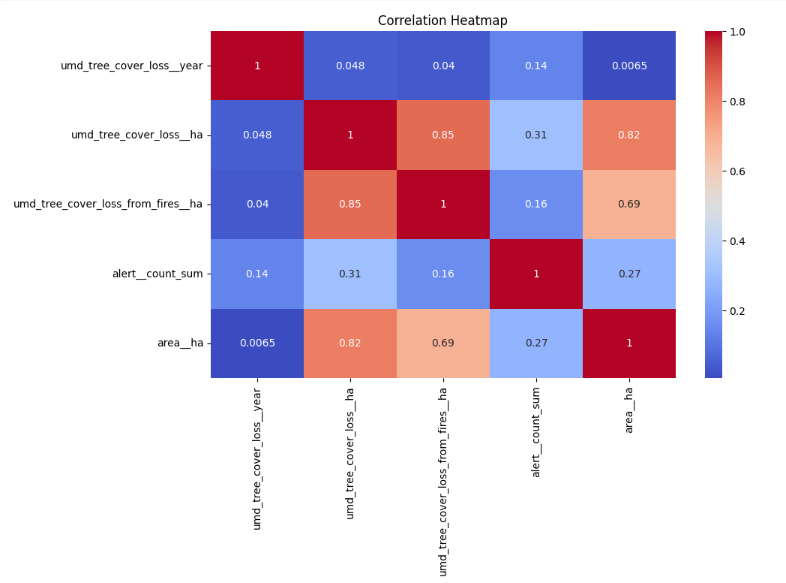 Correlation Heatmap
umd_tree_cover_loss__year
1
0.048
0.04
0.14
0.0065
umd_tree_cover_loss__ha
0.048
1
0.85
0.31
0.82
umd_tree_cover_loss_from_fires__ha
0.04
0.85
1
0.16
0.69
alert__count_sum
0.14
0.31
0.16
1
0.27
area__ha
0.0065
0.82
0.69
0.27
1
umd_tree_cover_loss__year
umd_tree_cover_loss__ha
umd_tree_cover_loss_from_fires__ha
alert__count_sum
area__ha
1.0
0.8
0.6
0.4
0.2